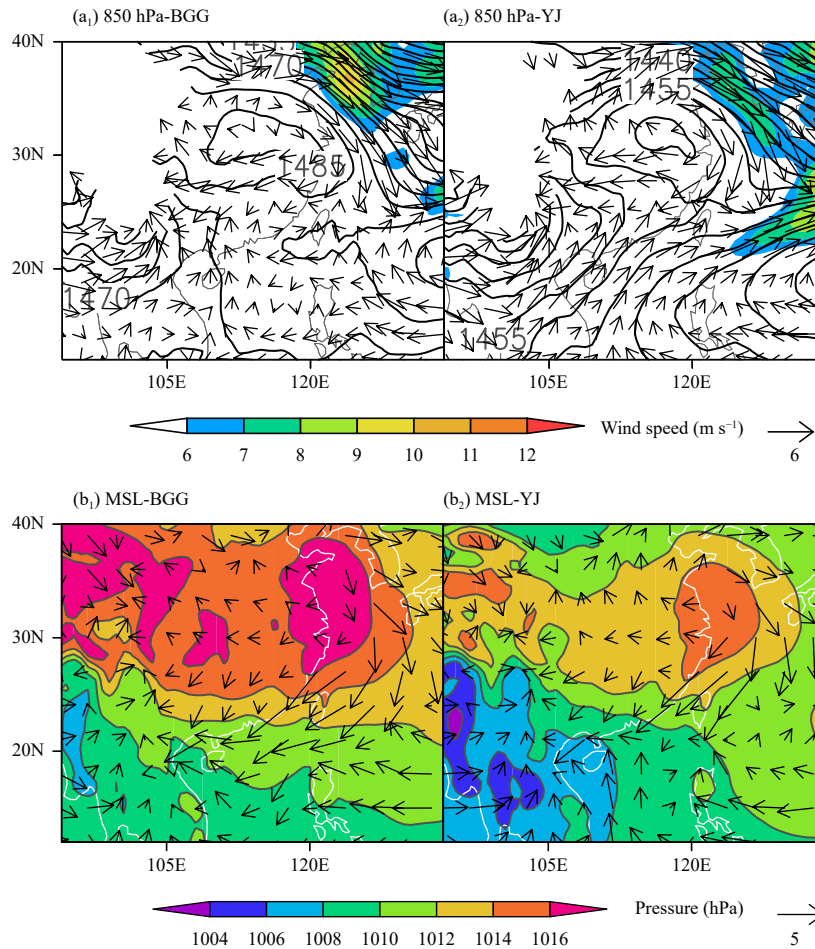 (a₁) 850 hPa-BGG (a₂) 850 hPa-YJ
40N
1470 1440
1455
30N 1485
20N
1470
1455
105E 120E 105E 120E
6 7 8 9 10 11 12 Wind speed (m s⁻¹) 6
(b₁) MSL-BGG (b₂) MSL-YJ
40N
30N
20N
105E 120E 105E 120E
1004 1006 1008 1010 1012 1014 1016 Pressure (hPa) 5